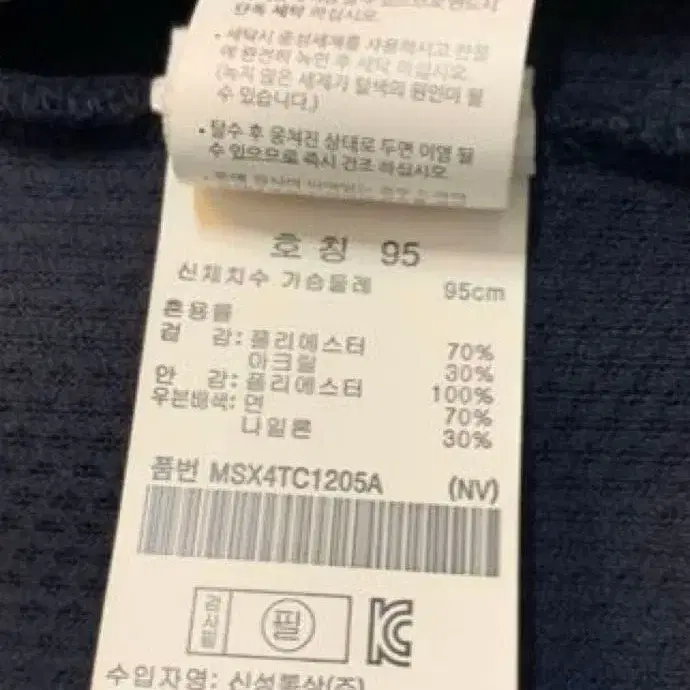 단독 세탁 하십시오.
• 세탁시 중성세제를 사용하시고 찬물
에 완전히 녹인 후 세탁 하십시오
(녹지 않은 세제가 탈색의 원인이 될
수 있습니다.)
• 탈수 후 뭉쳐진 상태로 두면 이염 될
수 있으므로 즉시 건조 하십시오
호칭 95
신체치수 가슴둘레 95cm
혼용률
겉 감: 폴리에스터 70%
아크릴 30%
안 감: 폴리에스터 100%
우븐배색: 면 70%
나일론 30%
품번 MSX4TC1205A (NV)
검사필 필
수입자명: 신성통상(주)